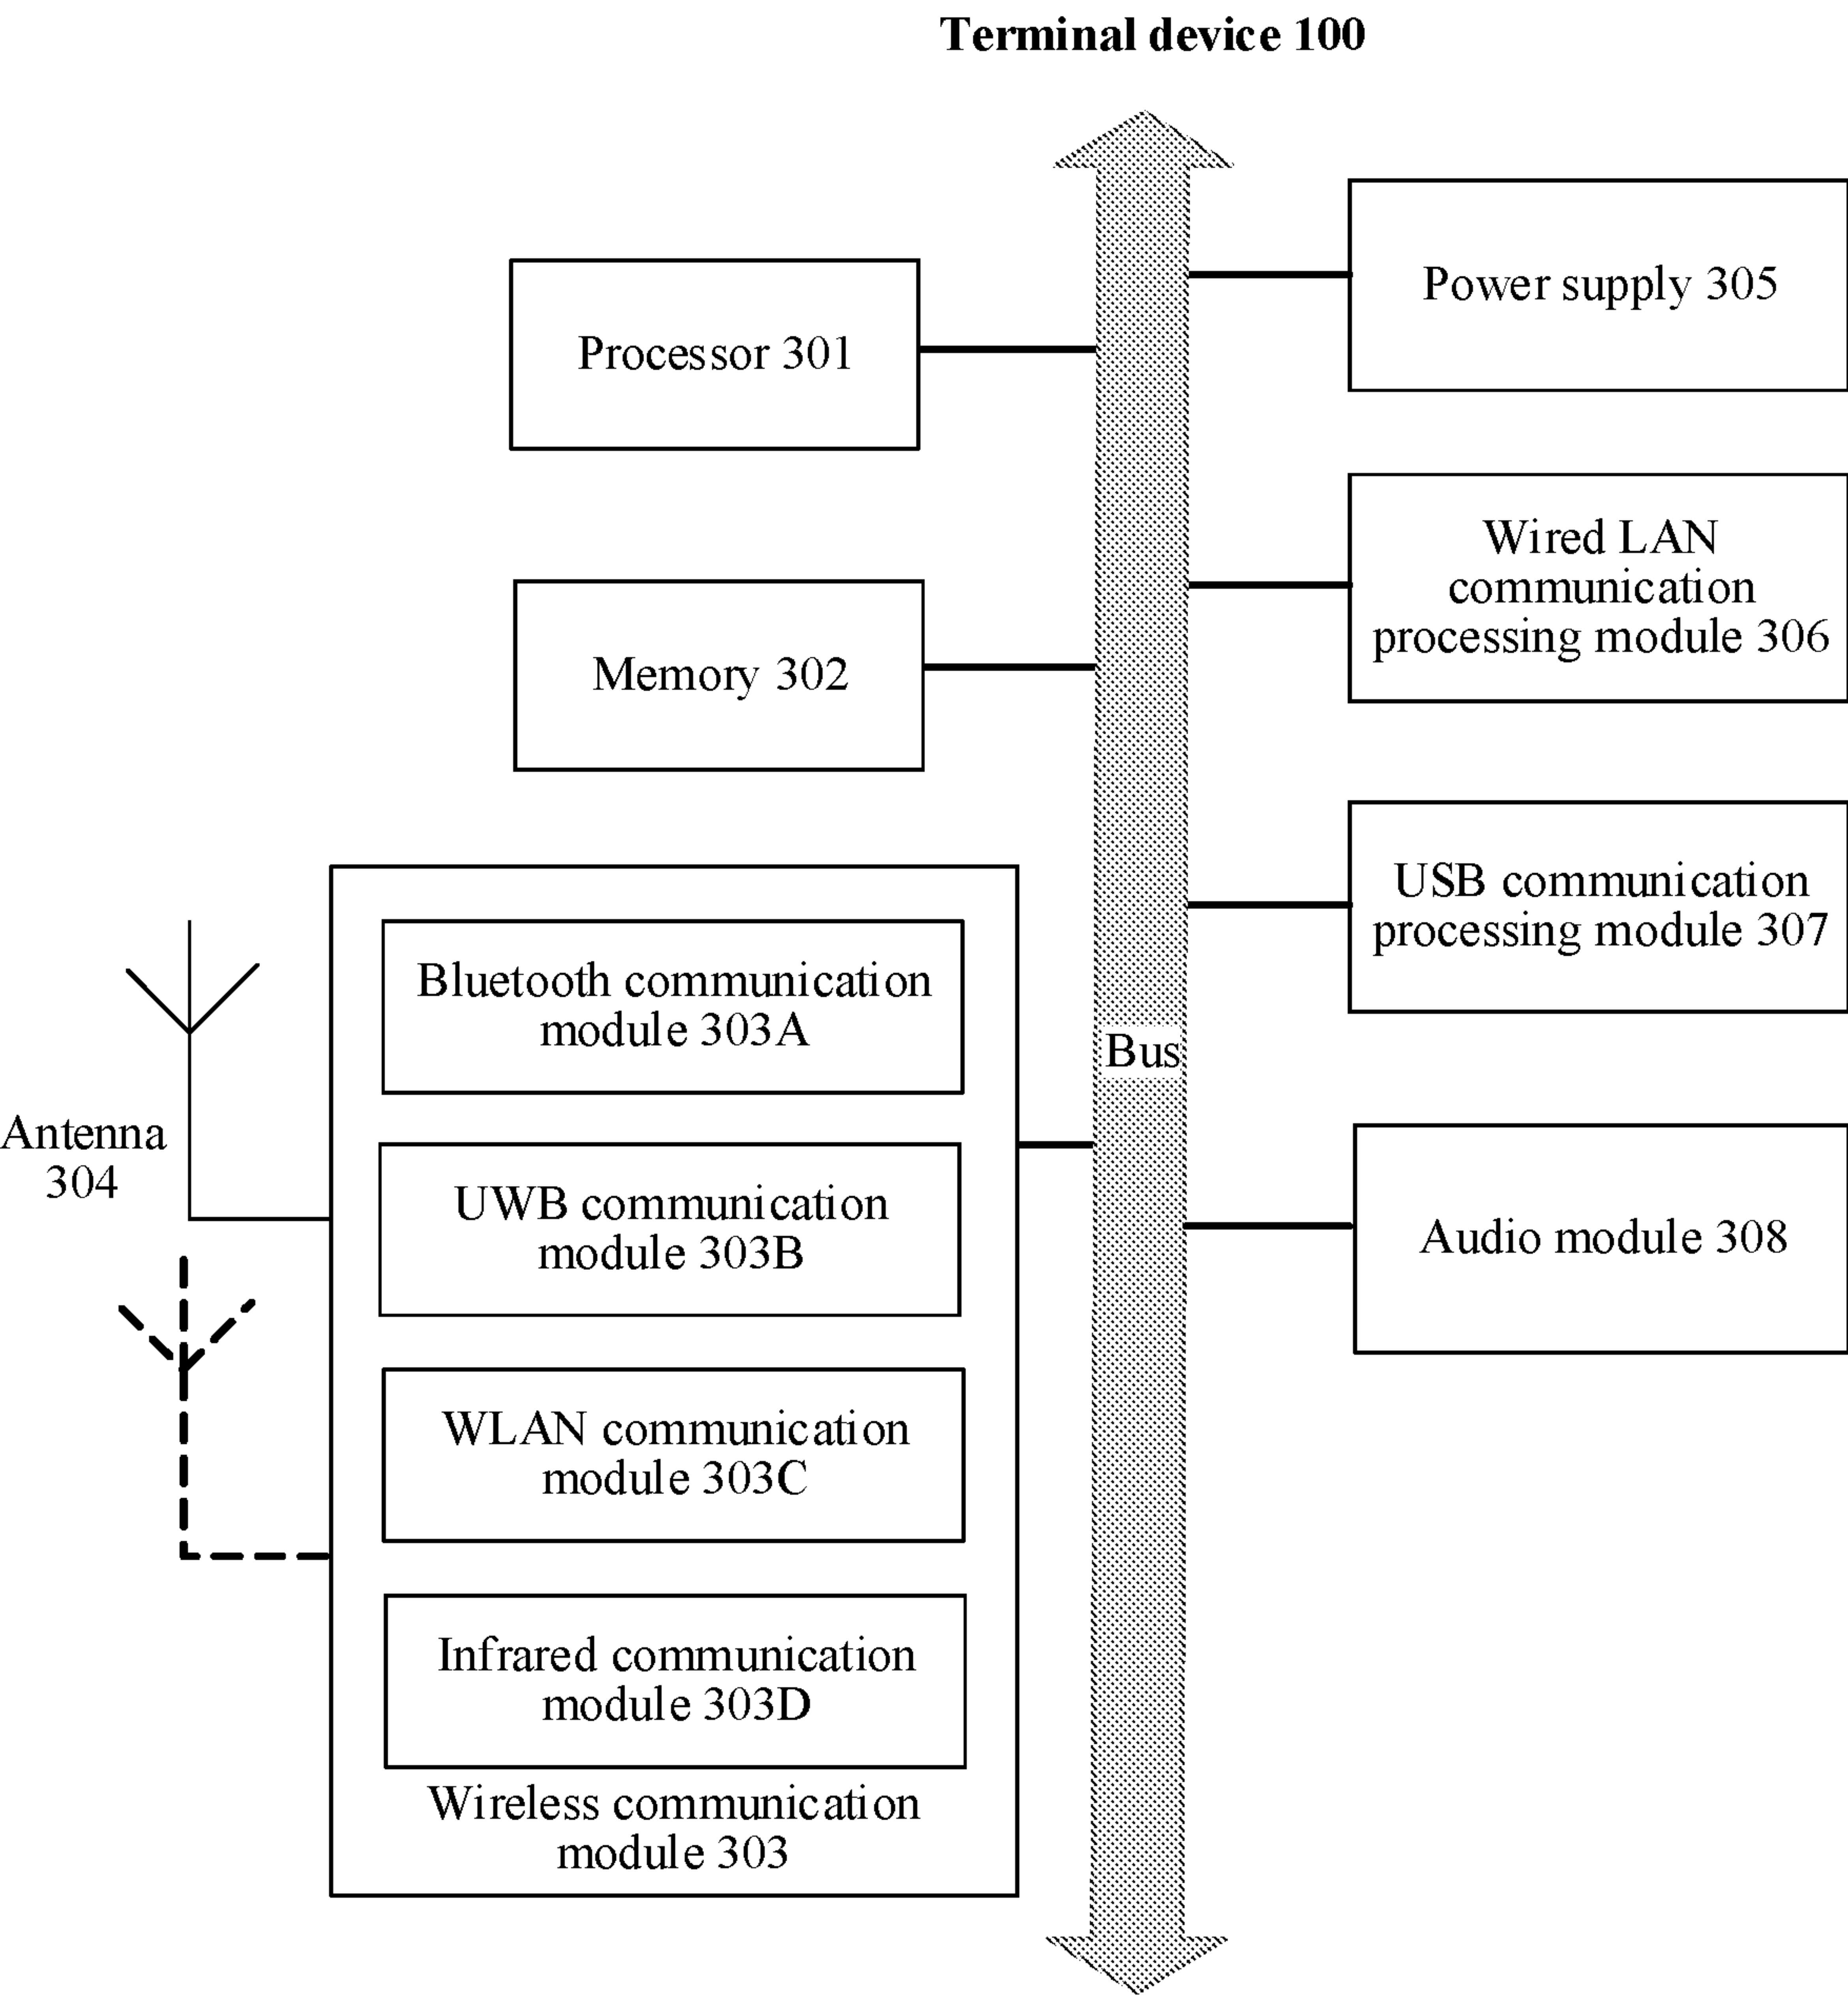 Terminal device 100
Processor 301
Power supply 305
Memory 302
Wired LAN
communication
processing module 306
USB communication
processing module 307
Bluetooth communication
module 303A
Bus
Antenna
304
UWB communication
module 303B
Audio module 308
WLAN communication
module 303C
Infrared communication
module 303D
Wireless communication
module 303